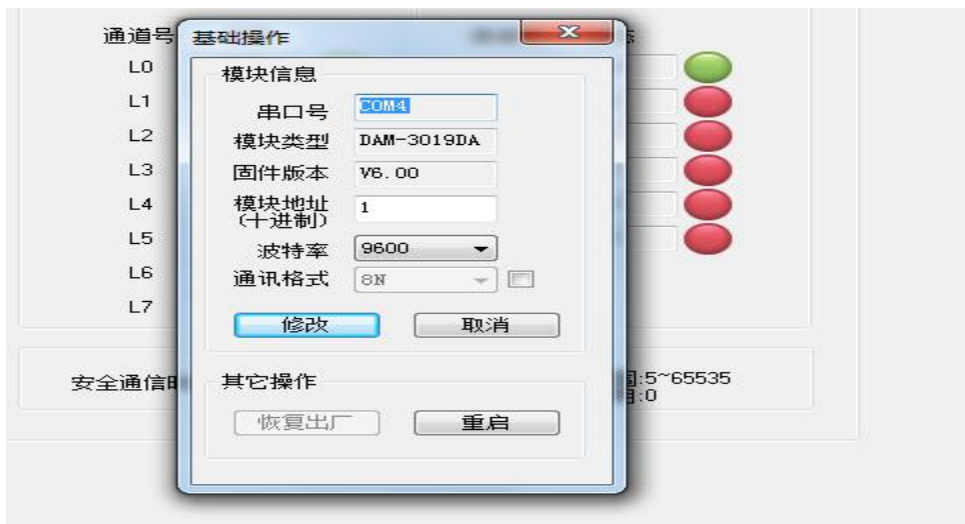 通道号
基础操作
L0
模块信息
L1
串口号 COM4
L2
模块类型 DAM-3019DA
L3
固件版本 V6.00
L4
模块地址 1
(十进制)
L5
波特率 9600
L6
通讯格式 8N
L7
修改 取消
安全通信
其它操作
:5~65535
:0
恢复出厂 重启